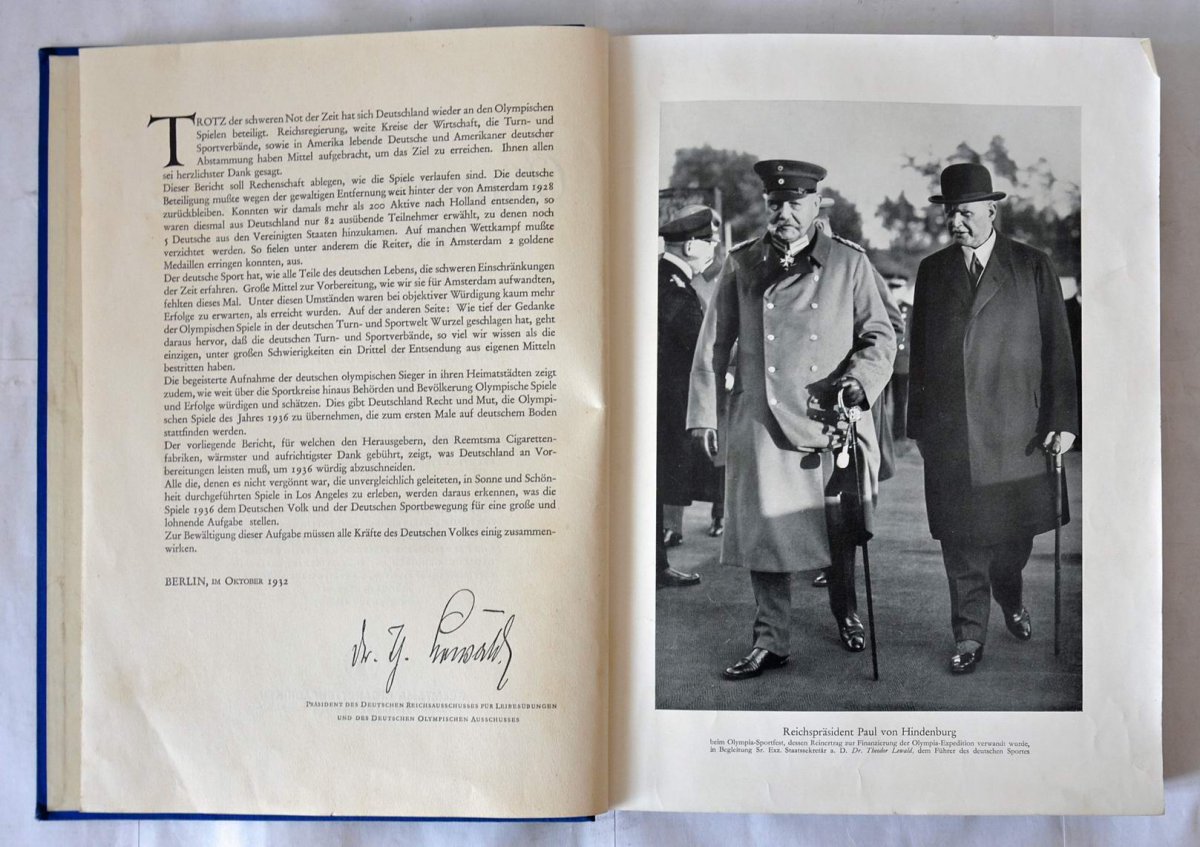 TROTZ der schweren Not der Zeit hat sich Deutschland wieder an den Olympischen
Spielen beteiligt. Reichsregierung, weite Kreise der Wirtschaft, die Turn- und
Sportverbände, sowie in Amerika lebende Deutsche und Amerikaner deutscher
Abstammung haben Mittel aufgebracht, um das Ziel zu erreichen. Ihnen allen
sei herzlichster Dank gesagt.
Dieser Bericht soll Rechenschaft ablegen, wie die Spiele verlaufen sind. Die deutsche
Beteiligung mußte wegen der gewaltigen Entfernung weit hinter der von Amsterdam 1928
zurückbleiben. Konnten wir damals mehr als 200 Aktive nach Holland entsenden, so
waren diesmal aus Deutschland nur 82 ausübende Teilnehmer erwählt, zu denen noch
5 Deutsche aus den Vereinigten Staaten hinzukamen. Auf manchen Wettkampf mußte
verzichtet werden. So fielen unter anderem die Reiter, die in Amsterdam 2 goldene
Medaillen erringen konnten, aus.
Der deutsche Sport hat, wie alle Teile des deutschen Lebens, die schweren Einschränkungen
der Zeit erfahren. Große Mittel zur Vorbereitung, wie wir sie für Amsterdam aufwandten,
fehlten dieses Mal. Unter diesen Umständen waren bei objektiver Würdigung kaum mehr
Erfolge zu erwarten, als erreicht wurden. Auf der anderen Seite: Wie tief der Gedanke
der Olympischen Spiele in der deutschen Turn- und Sportwelt Wurzel geschlagen hat, geht
daraus hervor, daß die deutschen Turn- und Sportverbände, so viel wir wissen als die
einzigen, unter großen Schwierigkeiten ein Drittel der Entsendung aus eigenen Mitteln
bestritten haben.
Die begeisterte Aufnahme der deutschen olympischen Sieger in ihren Heimatstädten zeigt
zudem, wie weit über die Sportkreise hinaus Behörden und Bevölkerung Olympische Spiele
und Erfolge würdigen und schätzen. Dies gibt Deutschland Recht und Mut, die Olympi-
schen Spiele des Jahres 1936 zu übernehmen, die zum ersten Male auf deutschem Boden
stattfinden werden.
Der vorliegende Bericht, für welchen den Herausgebern, den Reemtsma Cigaretten-
fabriken, wärmster und aufrichtigster Dank gebührt, zeigt, was Deutschland an Vor-
bereitungen leisten muß, um 1936 würdig abzuschneiden.
Alle die, denen es nicht vergönnt war, die unvergleichlich geleiteten, in Sonne und Schön-
heit durchgeführten Spiele in Los Angeles zu erleben, werden daraus erkennen, was die
Spiele 1936 dem Deutschen Volk und der Deutschen Sportbewegung für eine große und
lohnende Aufgabe stellen.
Zur Bewältigung dieser Aufgabe müssen alle Kräfte des Deutschen Volkes einig zusammen-
wirken.
BERLIN, IM OKTOBER 1932
Dr. Th. Lewald
PRÄSIDENT DES DEUTSCHEN REICHSAUSSCHUSSES FÜR LEIBESÜBUNGEN
UND DES DEUTSCHEN OLYMPISCHEN AUSSCHUSSES
Reichspräsident Paul von Hindenburg
beim Olympia-Sportfest, dessen Reinertrag zur Finanzierung der Olympia-Expedition verwandt wurde,
in Begleitung Sr. Exz. Staatssekretär a. D. Dr. Theodor Lewald, dem Führer des deutschen Sportes